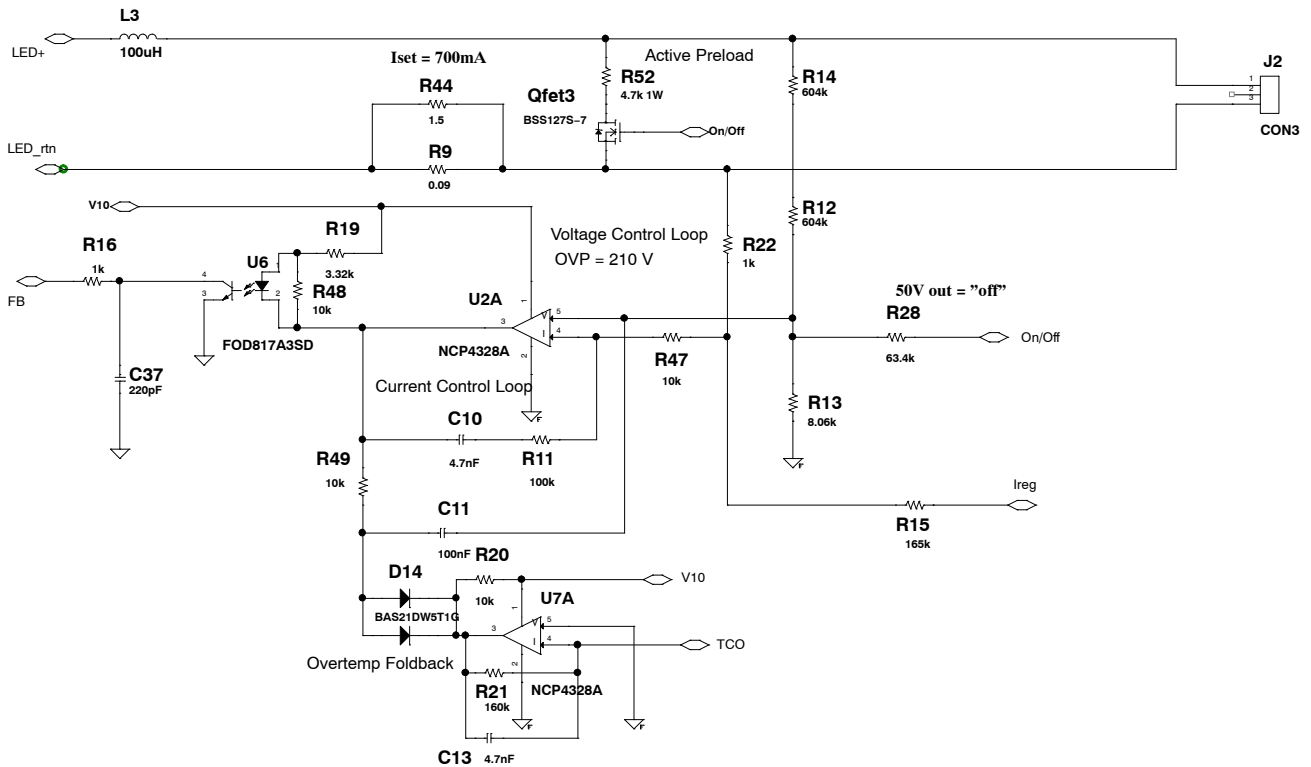 L3
LED+
100uH
Iset = 700mA
Active Preload
R44
1.5
R52
4.7k 1W
R14
604k
J2
1
2
3
CON3
Qfet3
BSS127S-7
On/Off
LED_rtn
R9
0.09
V10
R19
3.32k
R12
604k
Voltage Control Loop
OVP = 210 V
R22
1k
R16
1k
FB
U6
4
3
1
2
R48
10k
FOD817A3SD
U2A
1
5
4
3
2
V
I
NCP4328A
50V out = ”off”
R28
63.4k
On/Off
R47
10k
C37
220pF
Current Control Loop
F
R13
8.06k
F
C10
4.7nF
R11
100k
R49
10k
Ireg
R15
165k
C11
100nF
R20
10k
V10
D14
BAS21DW5T1G
U7A
1
5
4
3
2
V
I
TCO
Overtemp Foldback
R21
160k
NCP4328A
F
F
C13
4.7nF